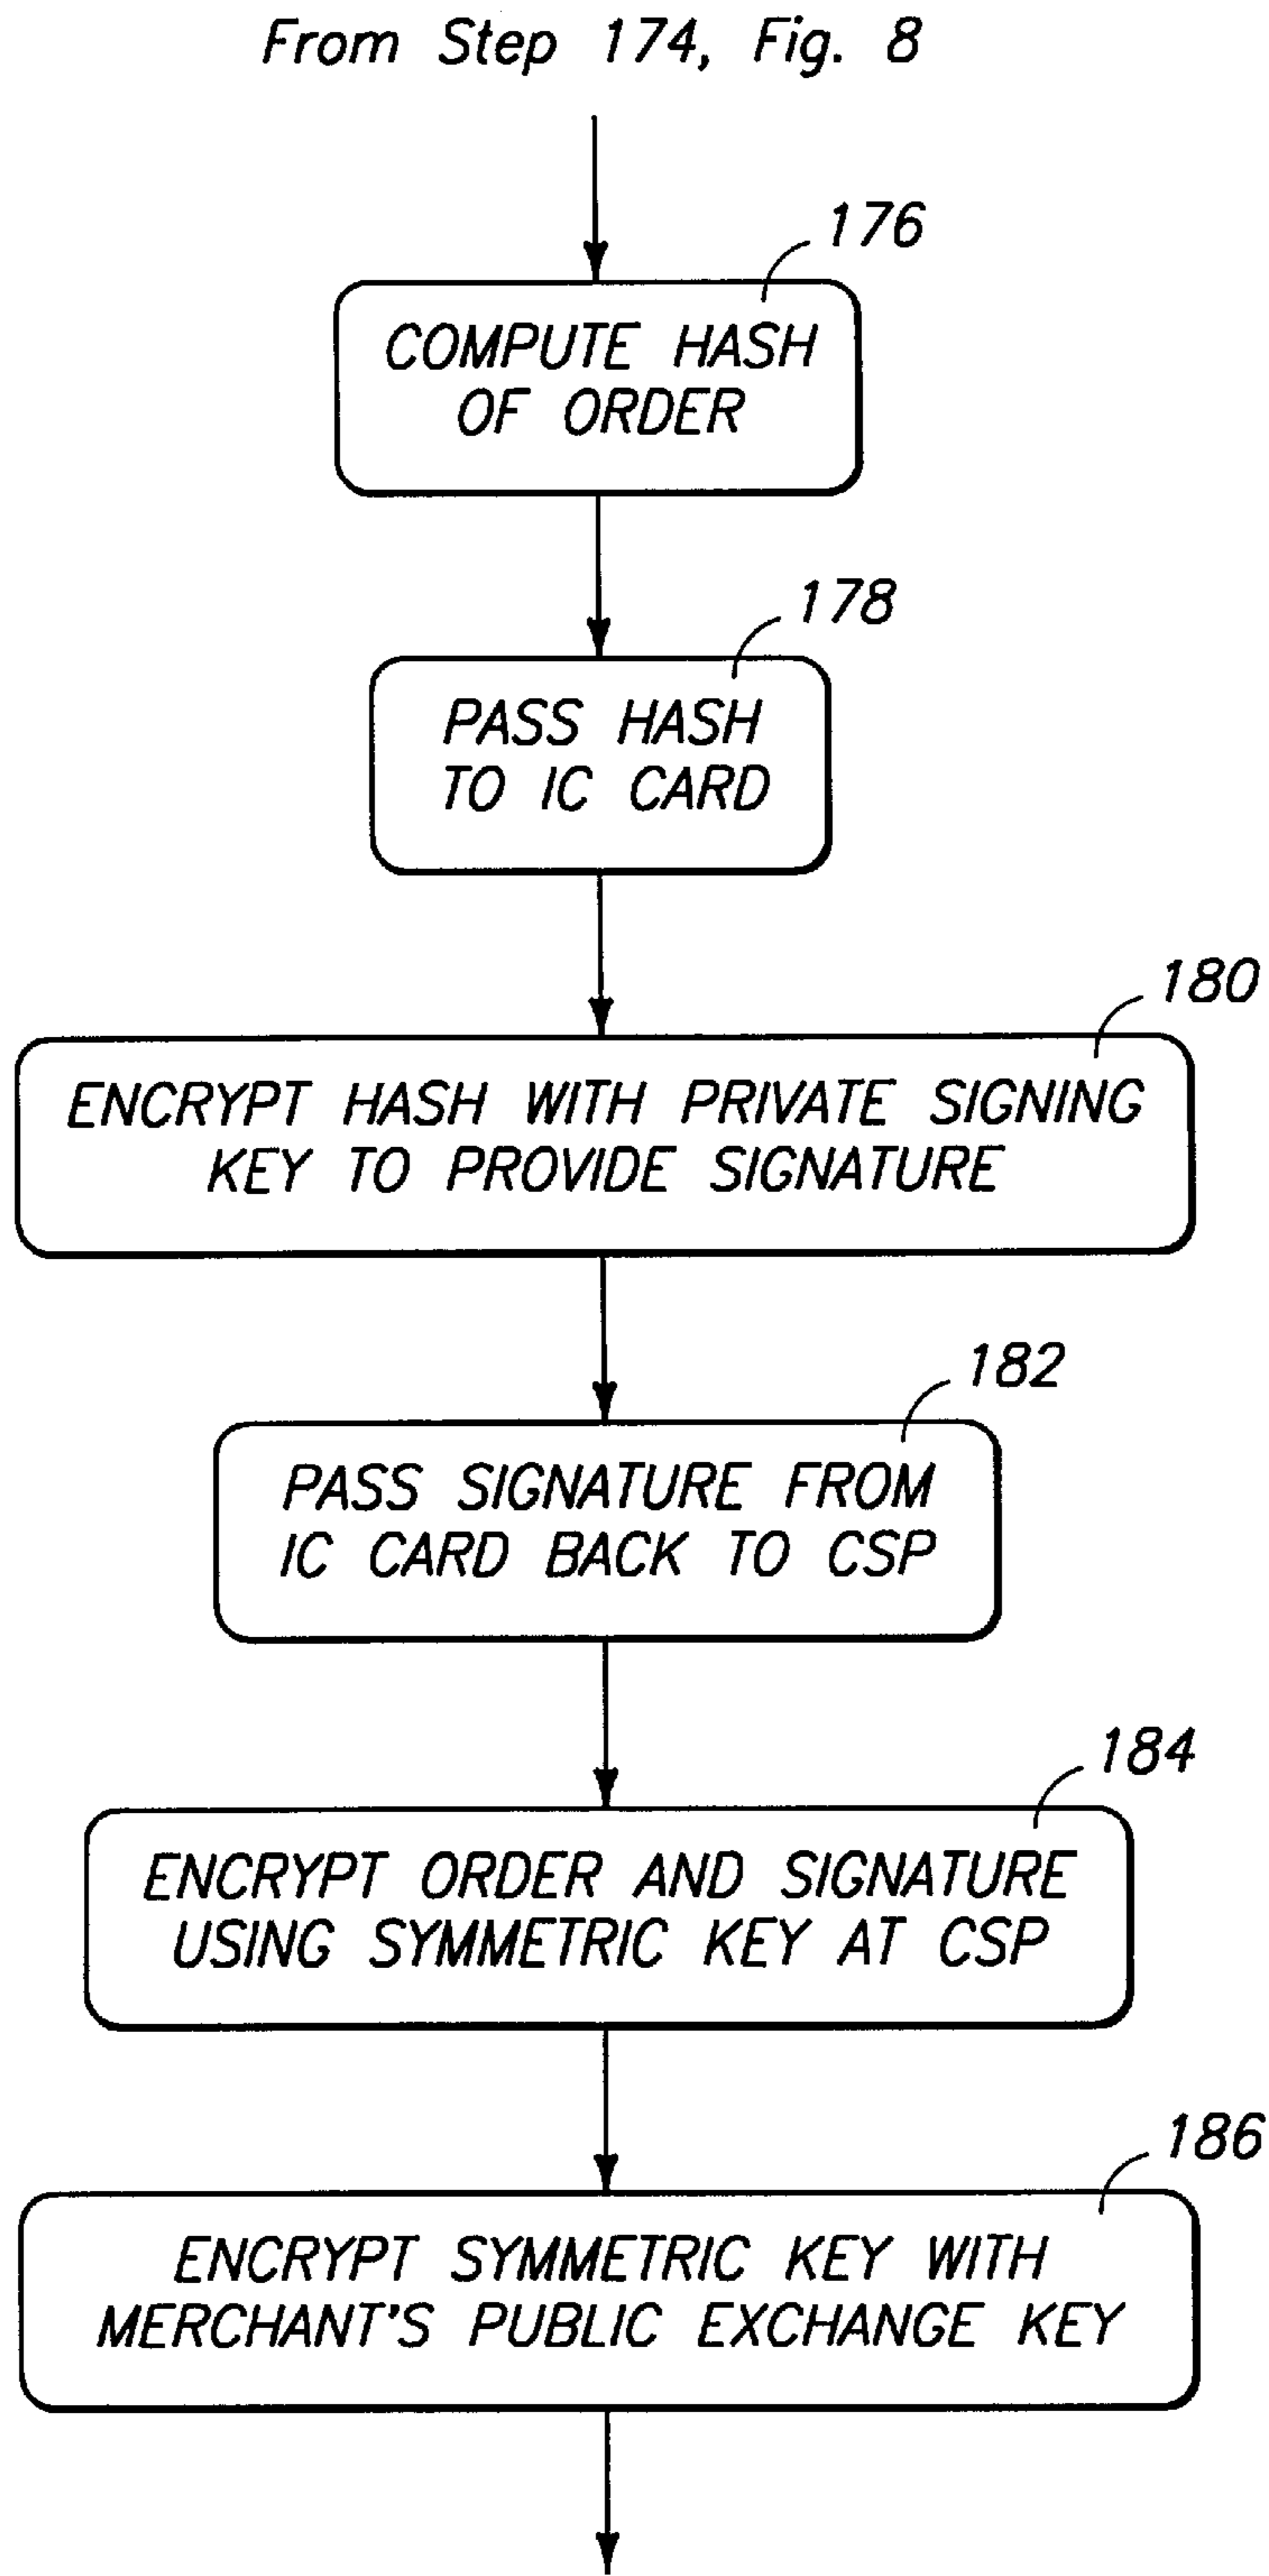 From Step 174, Fig. 8
176
COMPUTE HASH
OF ORDER
178
PASS HASH
TO IC CARD
180
ENCRYPT HASH WITH PRIVATE SIGNING
KEY TO PROVIDE SIGNATURE
182
PASS SIGNATURE FROM
IC CARD BACK TO CSP
184
ENCRYPT ORDER AND SIGNATURE
USING SYMMETRIC KEY AT CSP
186
ENCRYPT SYMMETRIC KEY WITH
MERCHANT'S PUBLIC EXCHANGE KEY